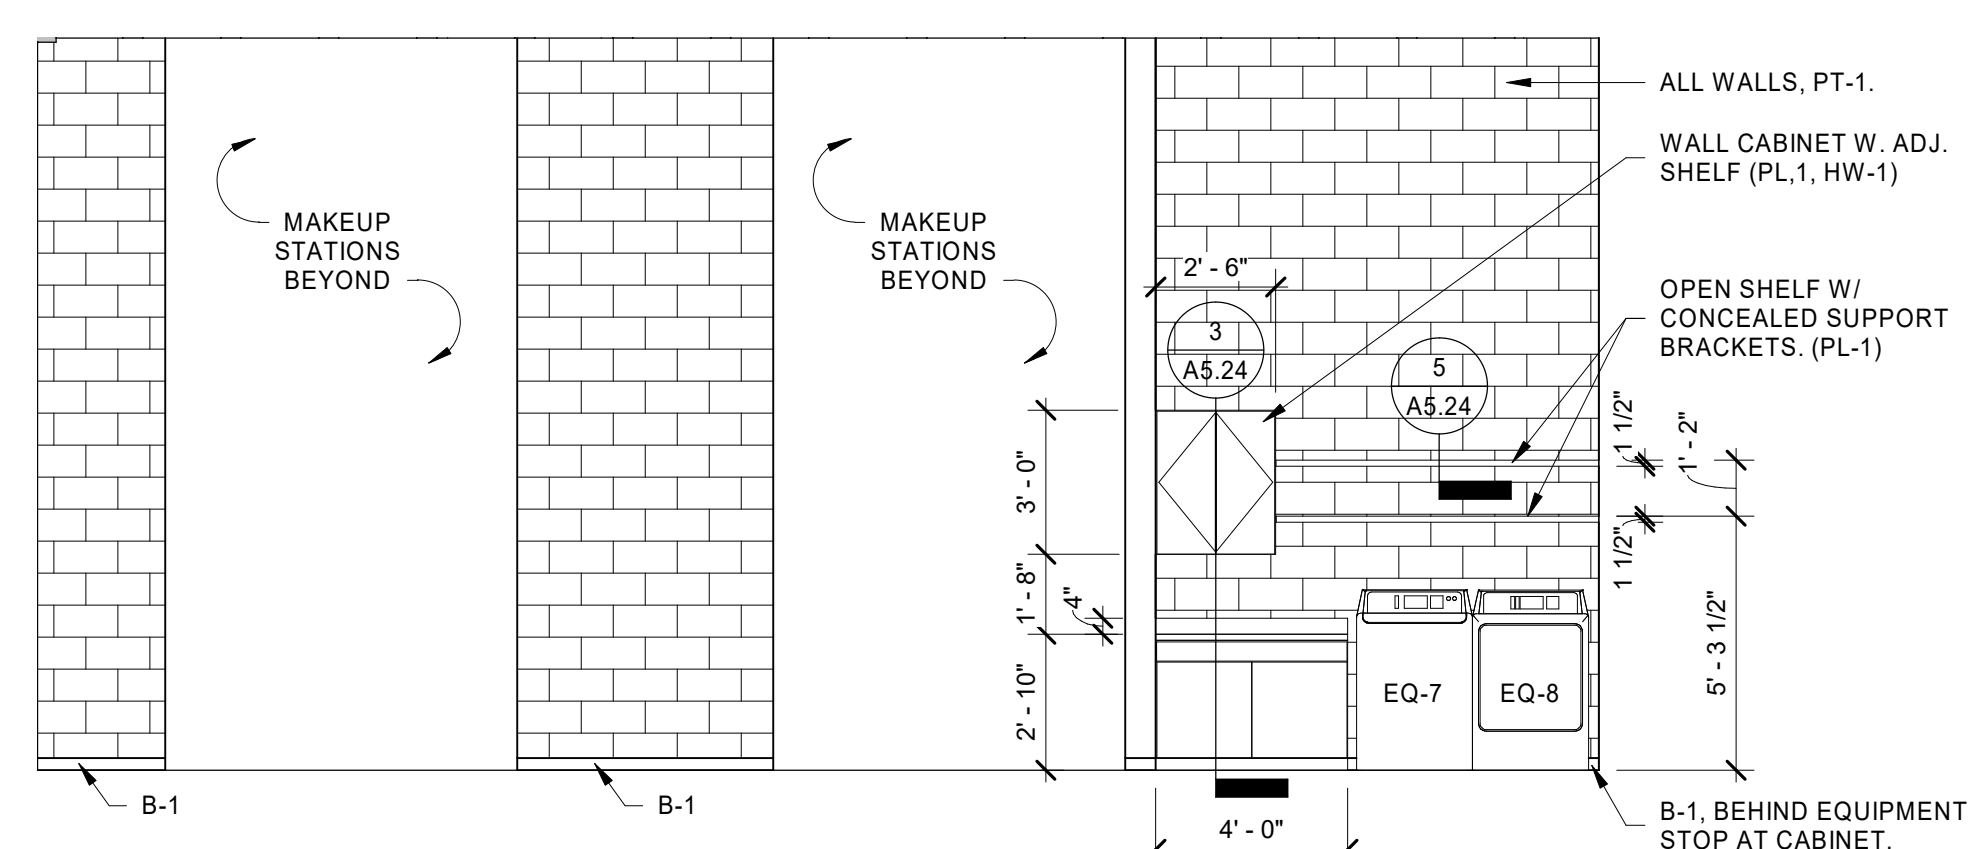 ALL WALLS, PT-1.
WALL CABINET W. ADJ.
SHELF (PL,1, HW-1)
MAKEUP
STATIONS
BEYOND
MAKEUP
STATIONS
BEYOND
2' - 6"
OPEN SHELF W/
CONCEALED SUPPORT
BRACKETS. (PL-1)
3
A5.24
5
A5.24
1 1/2"
1' - 2"
3' - 0"
1 1/2"
1' - 8"
4"
5' - 3 1/2"
2' - 10"
EQ-7
EQ-8
B-1
B-1
4' - 0"
B-1, BEHIND EQUIPMENT
STOP AT CABINET.